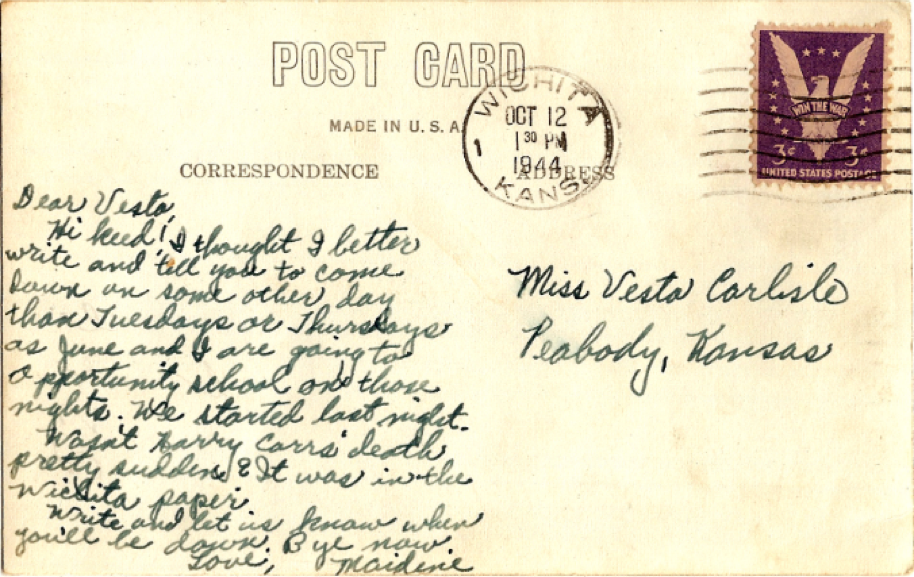 POST CARD
MADE IN U. S. A.
CORRESPONDENCE
ADDRESS
WICHITA
OCT 12
1 30 PM
1944
KANS.
1
WIN THE WAR
3¢ 3¢
UNITED STATES POSTAGE
Dear Vesta,
Hi keed! I thought I better
write and tell you to come
down on some other day
than Tuesdays or Thursdays
as June and I are going to
opportunity school on those
nights. We started last night.
Wasn't Harry Carrs' death
pretty sudden? It was in the
Wichita paper.
Write and let us know when
you'll be down. Bye now
Love, Maidene
Miss Vesta Carlisle
Peabody, Kansas